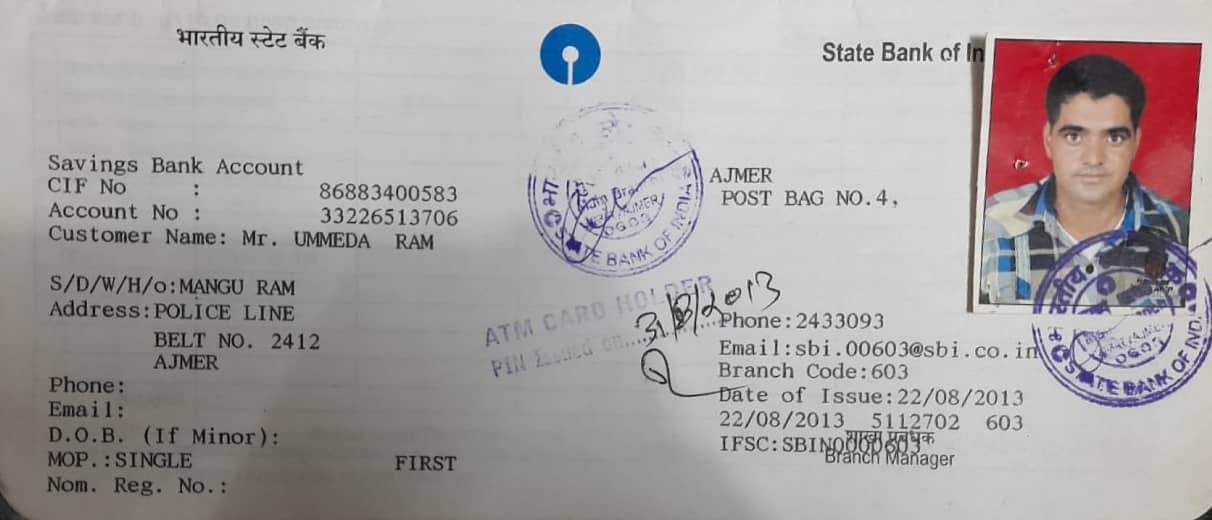 भारतीय स्टेट बैंक
State Bank of In
Savings Bank Account
CIF No : 86883400583
Account No : 33226513706
Customer Name: Mr. UMMEDA RAM
S/D/W/H/o:MANGU RAM
Address:POLICE LINE
BELT NO. 2412
AJMER
Phone:
Email:
D.O.B. (If Minor):
MOP.:SINGLE FIRST
Nom. Reg. No.:
STATE BANK OF INDIA
AJMER
0603
ATM CARD HOLDER
PIN Issued on
AJMER
POST BAG NO.4,
Phone:2433093
Email:sbi.00603@sbi.co.in
Branch Code:603
Date of Issue:22/08/2013
22/08/2013 5112702 603
IFSC:SBIN0000603
शाखा प्रबंधक
Branch Manager
STATE BANK OF INDIA
0603